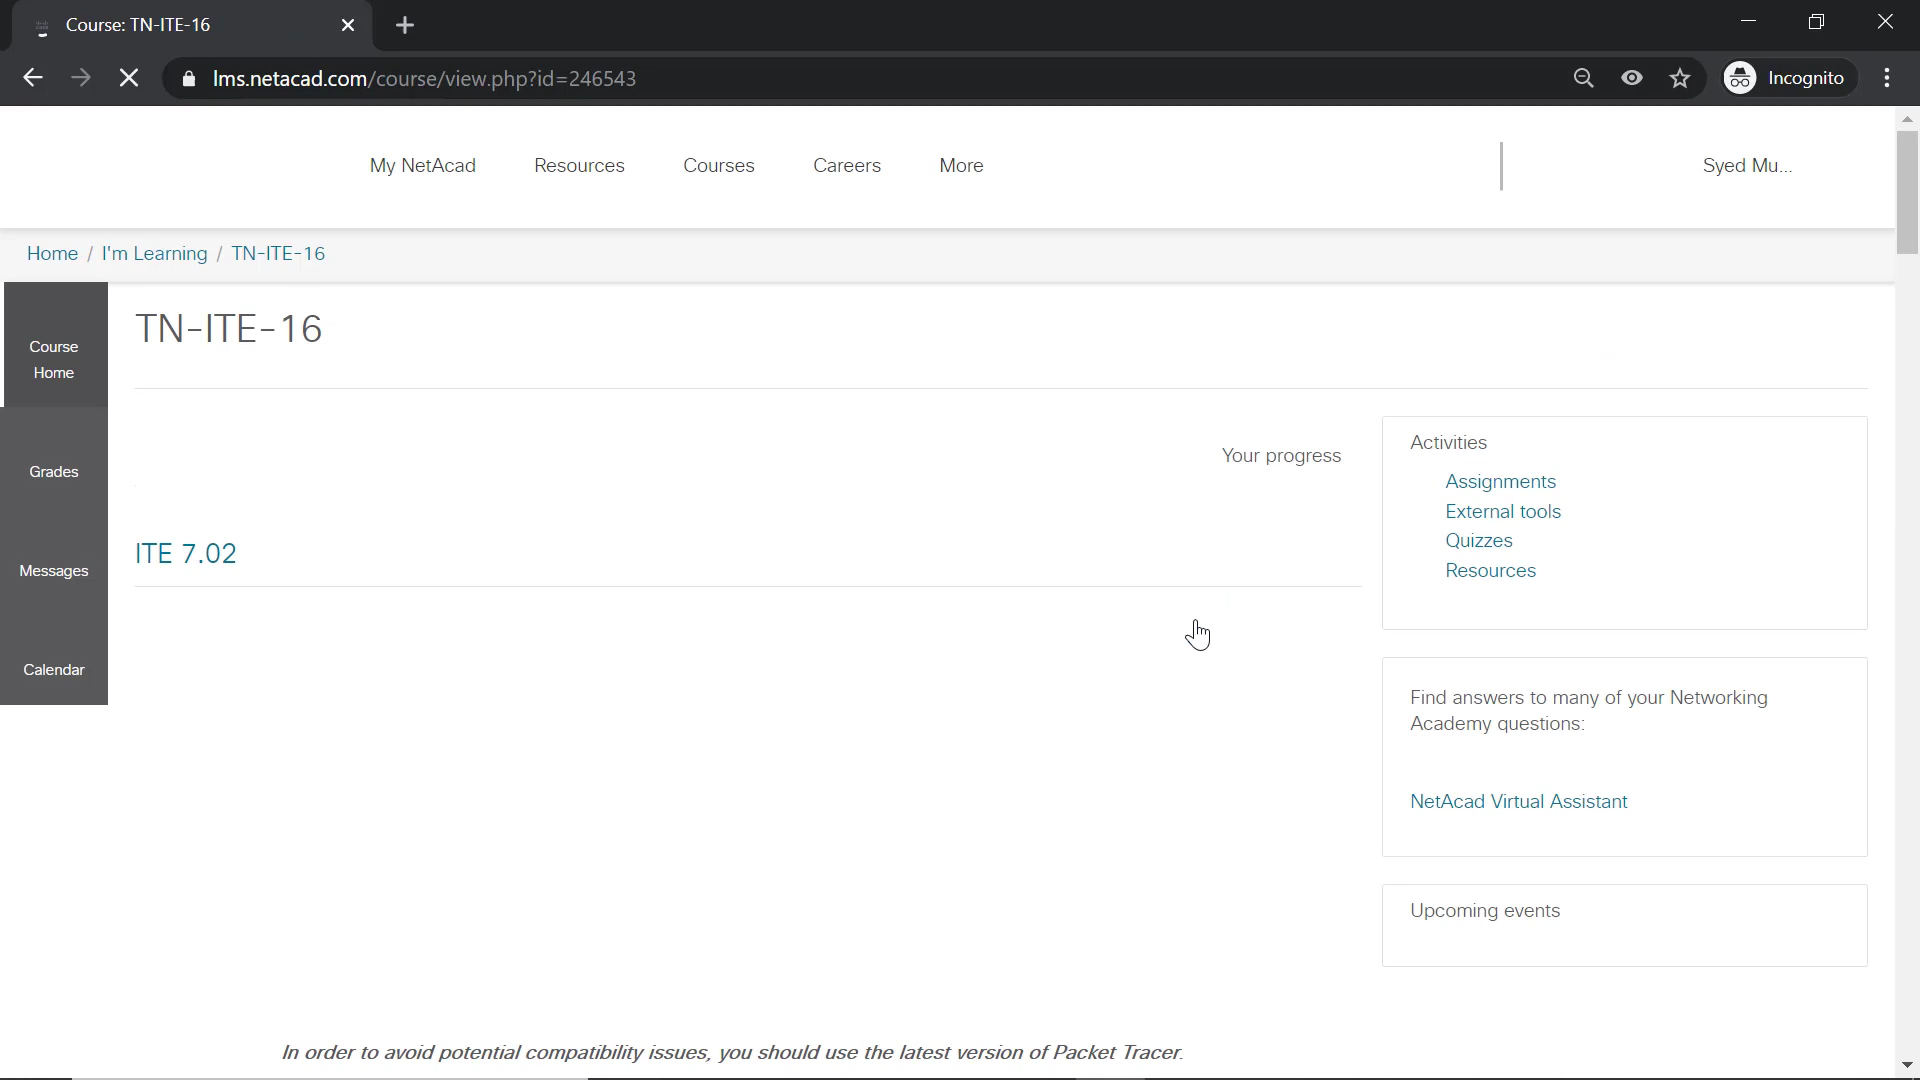 Course: TN-ITE-16
lms.netacad.com/course/view.php?id=246543
Incognito
My NetAcad Resources Courses Careers More Syed Mu...
Home / I'm Learning / TN-ITE-16
Course
Home
Grades
Messages
Calendar
TN-ITE-16
Your progress
ITE 7.02
Activities
Assignments
External tools
Quizzes
Resources
Find answers to many of your Networking
Academy questions:
NetAcad Virtual Assistant
Upcoming events
In order to avoid potential compatibility issues, you should use the latest version of Packet Tracer.